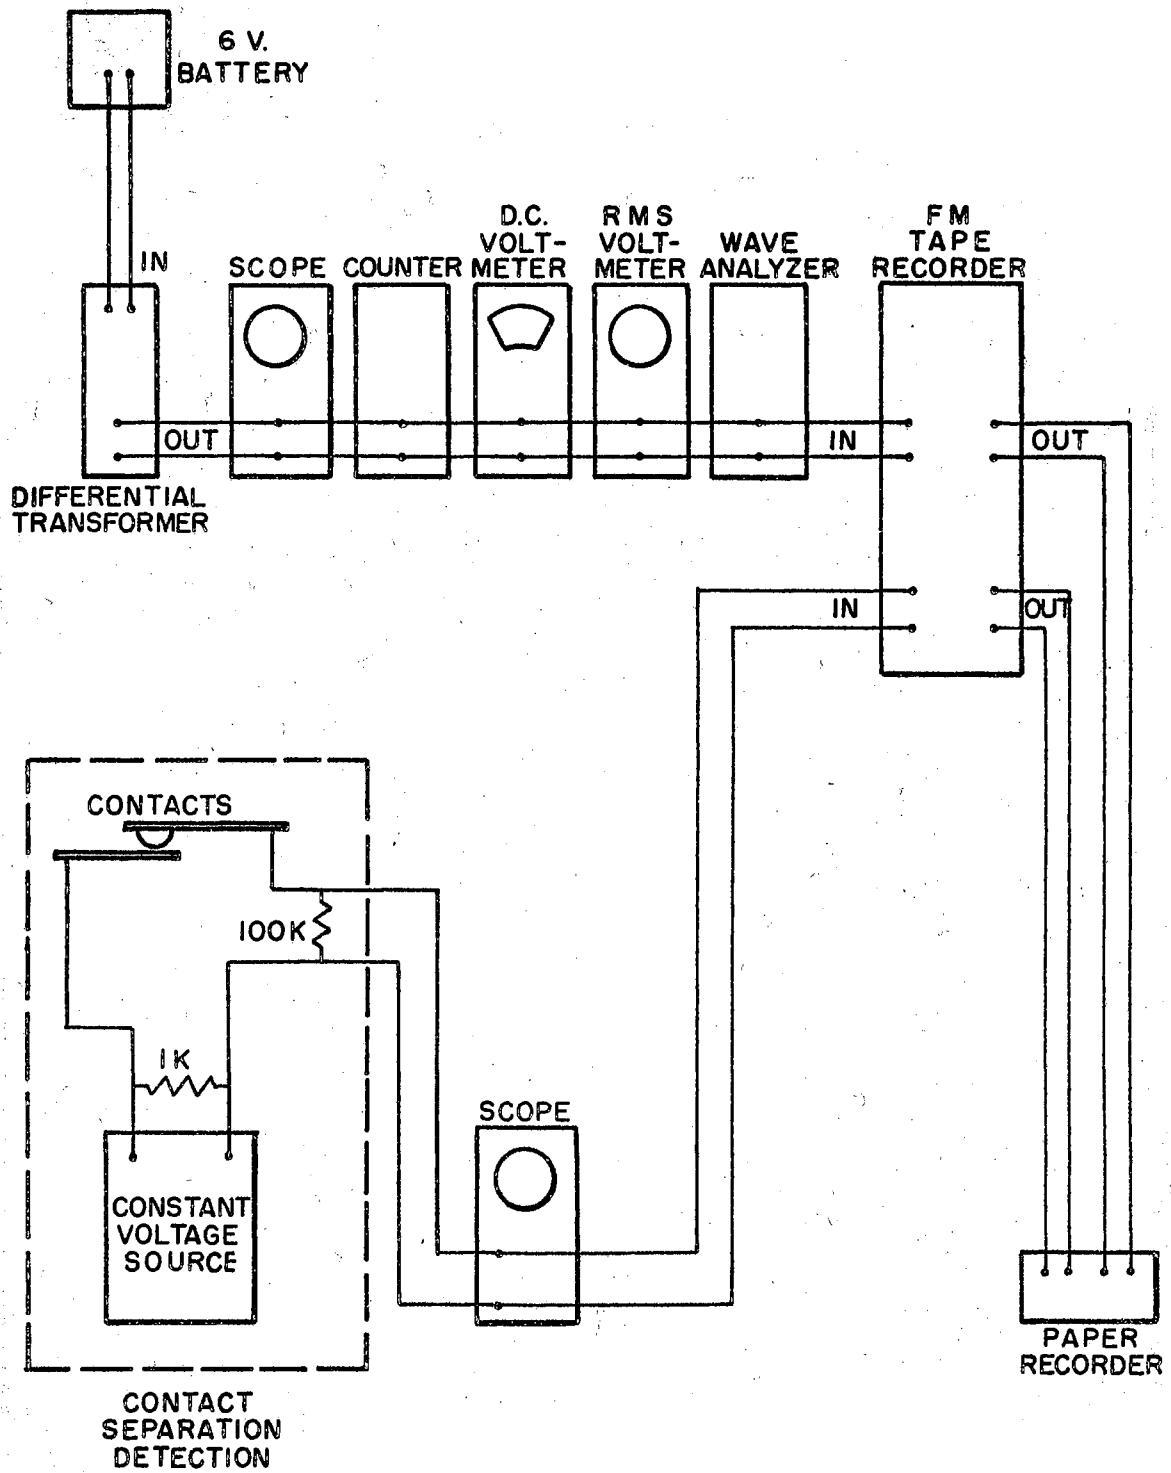 6 V.
BATTERY
IN
SCOPE
COUNTER
D.C.
VOLT-
METER
RMS
VOLT-
METER
WAVE
ANALYZER
FM
TAPE
RECORDER
OUT
IN
OUT
DIFFERENTIAL
TRANSFORMER
IN
OUT
CONTACTS
100K
1K
CONSTANT
VOLTAGE
SOURCE
SCOPE
PAPER
RECORDER
CONTACT
SEPARATION
DETECTION